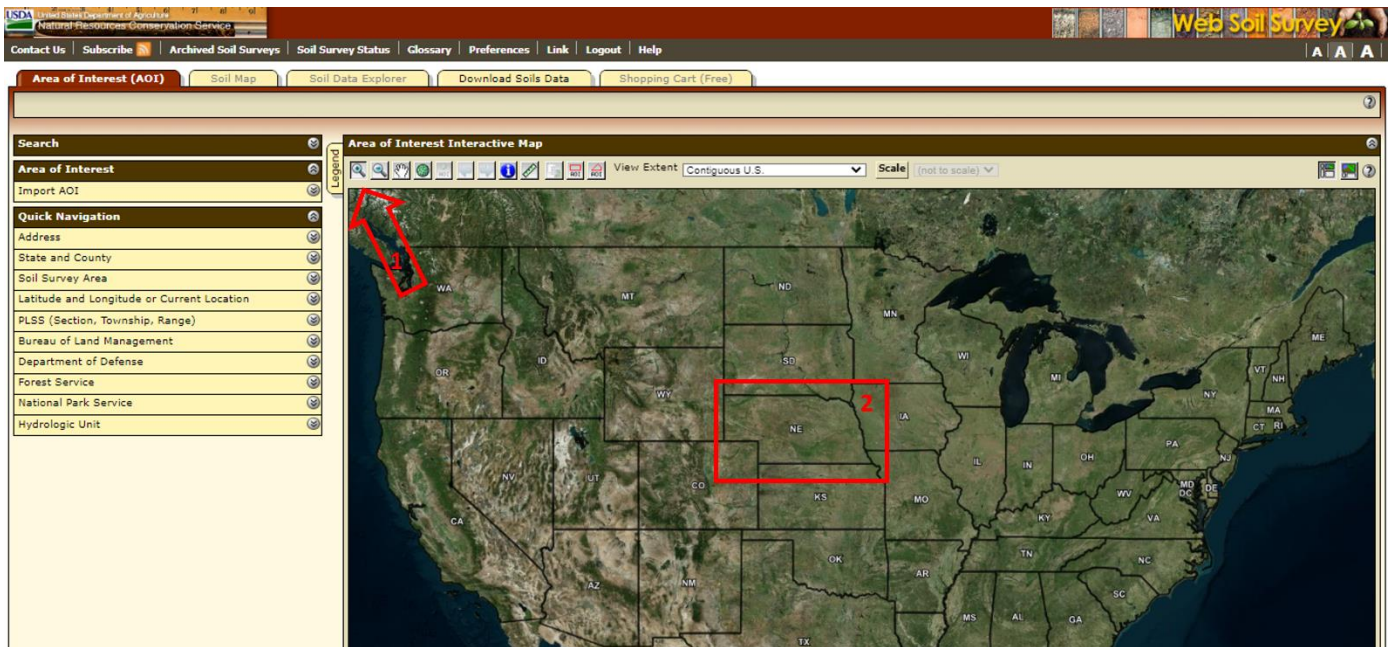 USDA United States Department of Agriculture
Natural Resources Conservation Service
Web Soil Survey
Contact Us | Subscribe | Archived Soil Surveys | Soil Survey Status | Glossary | Preferences | Link | Logout | Help
A A A
Area of Interest (AOI) Soil Map Soil Data Explorer Download Soils Data Shopping Cart (Free)
Search
Area of Interest
Import AOI
Quick Navigation
Address
State and County
Soil Survey Area
Latitude and Longitude or Current Location
PLSS (Section, Township, Range)
Bureau of Land Management
Department of Defense
Forest Service
National Park Service
Hydrologic Unit
Legend
Area of Interest Interactive Map
AOI AOI View Extent Contiguous U.S. Scale (not to scale)
1
2
WA MT ND MN ME
OR ID SD WI MI VT NH
WY NY MA
NE IA CT RI
PA
NV UT CO IL IN OH NJ
KS MO WV MD DE
DC
CA KY VA
OK TN NC
AZ NM AR SC
TX MS AL GA